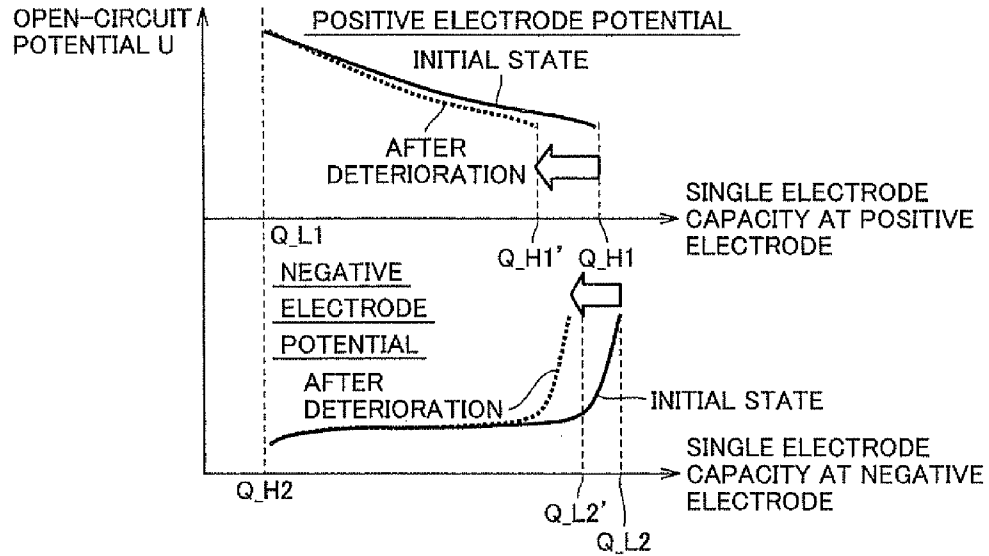 OPEN-CIRCUIT
POTENTIAL U
POSITIVE ELECTRODE POTENTIAL
INITIAL STATE
AFTER
DETERIORATION
SINGLE ELECTRODE
CAPACITY AT POSITIVE
ELECTRODE
Q_L1
Q_H1'
Q_H1
NEGATIVE
ELECTRODE
POTENTIAL
AFTER
DETERIORATION
INITIAL STATE
SINGLE ELECTRODE
CAPACITY AT NEGATIVE
ELECTRODE
Q_H2
Q_L2'
Q_L2